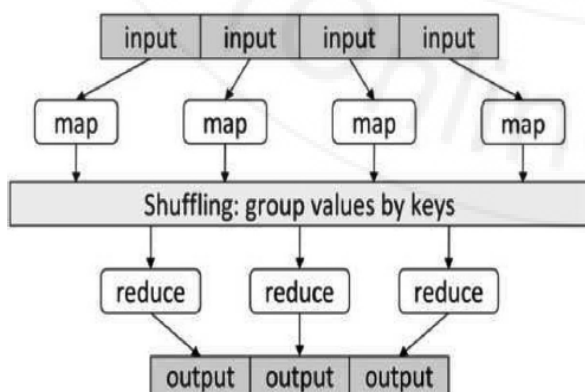 input input input input
map map map map
Shuffling: group values by keys
reduce reduce reduce
output output output